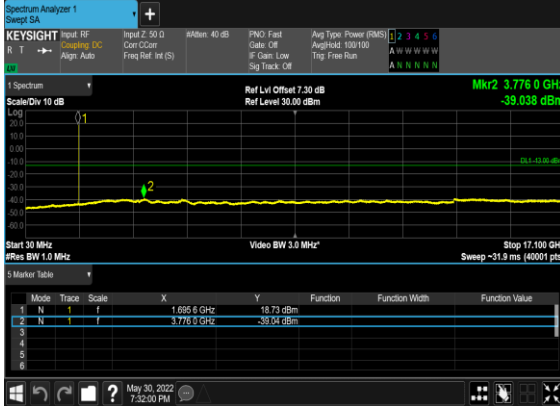 Spectrum Analyzer 1
Swept SA
+
KEYSIGHT Input: RF Input Z: 50 Ω #Atten: 40 dB PNO: Fast Avg Type: Power (RMS) 1 2 3 4 5 6
R T Coupling: DC Corr CCorr Gate: Off Avg|Hold: 100/100 A W W W W W
Align: Auto Freq Ref: Int (S) IF Gain: Low Trig: Free Run
LXI Sig Track: Off A N N N N N
1 Spectrum Ref Lvl Offset 7.30 dB Mkr2 3.776 0 GHz
Scale/Div 10 dB Ref Level 30.00 dBm -39.038 dBm
Log
20.0
10.0
0.00
-10.0
-20.0
-30.0
-40.0
-50.0
-60.0
1
DL1 -13.00 dBm
2
Start 30 MHz Video BW 3.0 MHz* Stop 17.100 GH
#Res BW 1.0 MHz Sweep ~31.9 ms (40001 pts
5 Marker Table
Mode Trace Scale X Y Function Function Width Function Value
1 N 1 f 1.695 6 GHz 18.73 dBm
2 N 1 f 3.776 0 GHz -39.04 dBm
3
4
5
6
? May 30, 2022
7:32:00 PM